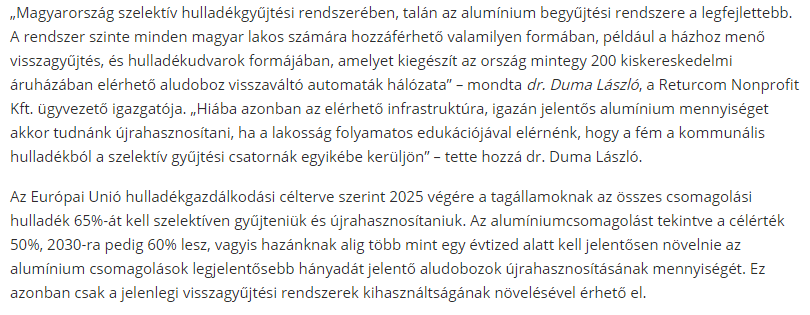 „Magyarország szelektív hulladékgyűjtési rendszerében, talán az alumínium begyűjtési rendszere a legfejlettebb.
A rendszer szinte minden magyar lakos számára hozzáférhető valamilyen formában, például a házhoz menő
visszagyűjtés, és hulladékudvarok formájában, amelyet kiegészít az ország mintegy 200 kiskereskedelmi
áruházában elérhető aludoboz visszaváltó automaták hálózata” – mondta dr. Duma László, a Returcom Nonprofit
Kft. ügyvezető igazgatója. „Hiába azonban az elérhető infrastruktúra, igazán jelentős alumínium mennyiséget
akkor tudnánk újrahasznosítani, ha a lakosság folyamatos edukációjával elérnénk, hogy a fém a kommunális
hulladékból a szelektív gyűjtési csatornák egyikébe kerüljön” – tette hozzá dr. Duma László.
Az Európai Unió hulladékgazdálkodási célterve szerint 2025 végére a tagállamoknak az összes csomagolási
hulladék 65%-át kell szelektíven gyűjteniük és újrahasznosítaniuk. Az alumíniumcsomagolást tekintve a célérték
50%, 2030-ra pedig 60% lesz, vagyis hazánknak alig több mint egy évtized alatt kell jelentősen növelnie az
alumínium csomagolások legjelentősebb hányadát jelentő aludobozok újrahasznosításának mennyiségét. Ez
azonban csak a jelenlegi visszagyűjtési rendszerek kihasználtságának növelésével érhető el.